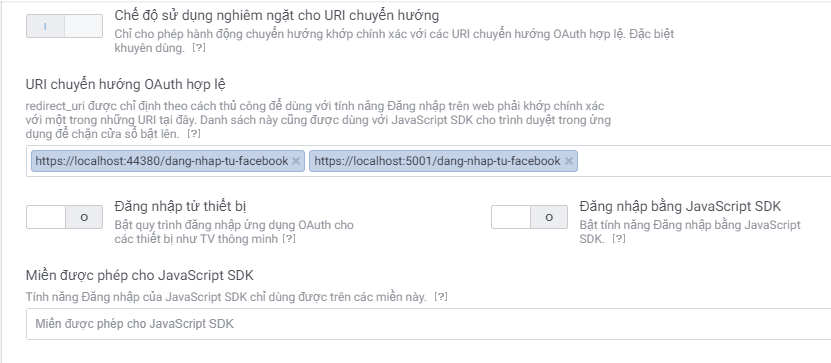 Chế độ sử dụng nghiêm ngặt cho URI chuyển hướng
Chỉ cho phép hành động chuyển hướng khớp chính xác với các URI chuyển hướng OAuth hợp lệ. Đặc biệt
khuyên dùng. [?]
URI chuyển hướng OAuth hợp lệ
redirect_uri được chỉ định theo cách thủ công để dùng với tính năng Đăng nhập trên web phải khớp chính xác
với một trong những URI tại đây. Danh sách này cũng được dùng với JavaScript SDK cho trình duyệt trong ứng
dụng để chặn cửa sổ bật lên. [?]
https://localhost:44380/dang-nhap-tu-facebook × https://localhost:5001/dang-nhap-tu-facebook ×
Đăng nhập từ thiết bị
Bật quy trình đăng nhập ứng dụng OAuth cho
các thiết bị như TV thông minh [?]
Đăng nhập bằng JavaScript SDK
Bật tính năng Đăng nhập bằng JavaScript
SDK. [?]
Miền được phép cho JavaScript SDK
Tính năng Đăng nhập của JavaScript SDK chỉ dùng được trên các miền này. [?]
Miền được phép cho JavaScript SDK